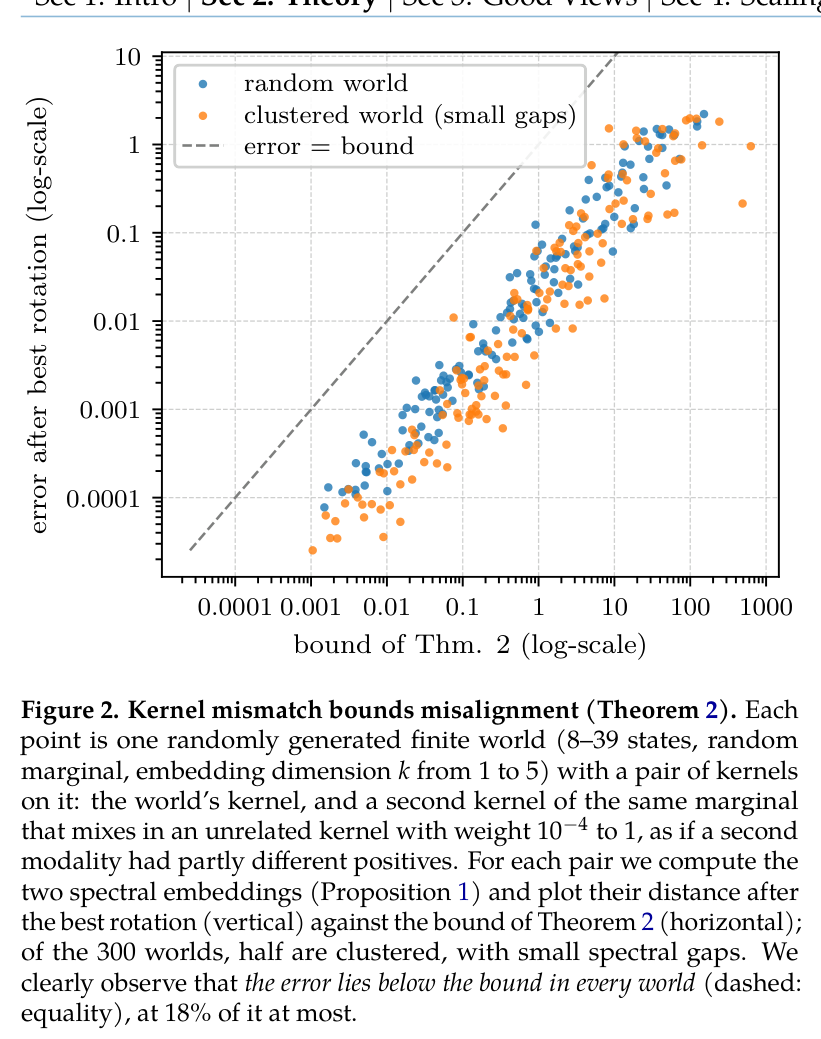 Sec 1: Intro | Sec 2: Theory | Sec 3: Good Views | Sec 4: Scaling
10
1
0.1
0.01
0.001
0.0001
error after best rotation (log-scale)
random world
clustered world (small gaps)
error = bound
0.0001 0.001 0.01 0.1 1 10 100 1000
bound of Thm. 2 (log-scale)
Figure 2. Kernel mismatch bounds misalignment (Theorem 2). Each
point is one randomly generated finite world (8–39 states, random
marginal, embedding dimension k from 1 to 5) with a pair of kernels
on it: the world's kernel, and a second kernel of the same marginal
that mixes in an unrelated kernel with weight 10⁻⁴ to 1, as if a second
modality had partly different positives. For each pair we compute the
two spectral embeddings (Proposition 1) and plot their distance after
the best rotation (vertical) against the bound of Theorem 2 (horizontal);
of the 300 worlds, half are clustered, with small spectral gaps. We
clearly observe that the error lies below the bound in every world (dashed:
equality), at 18% of it at most.